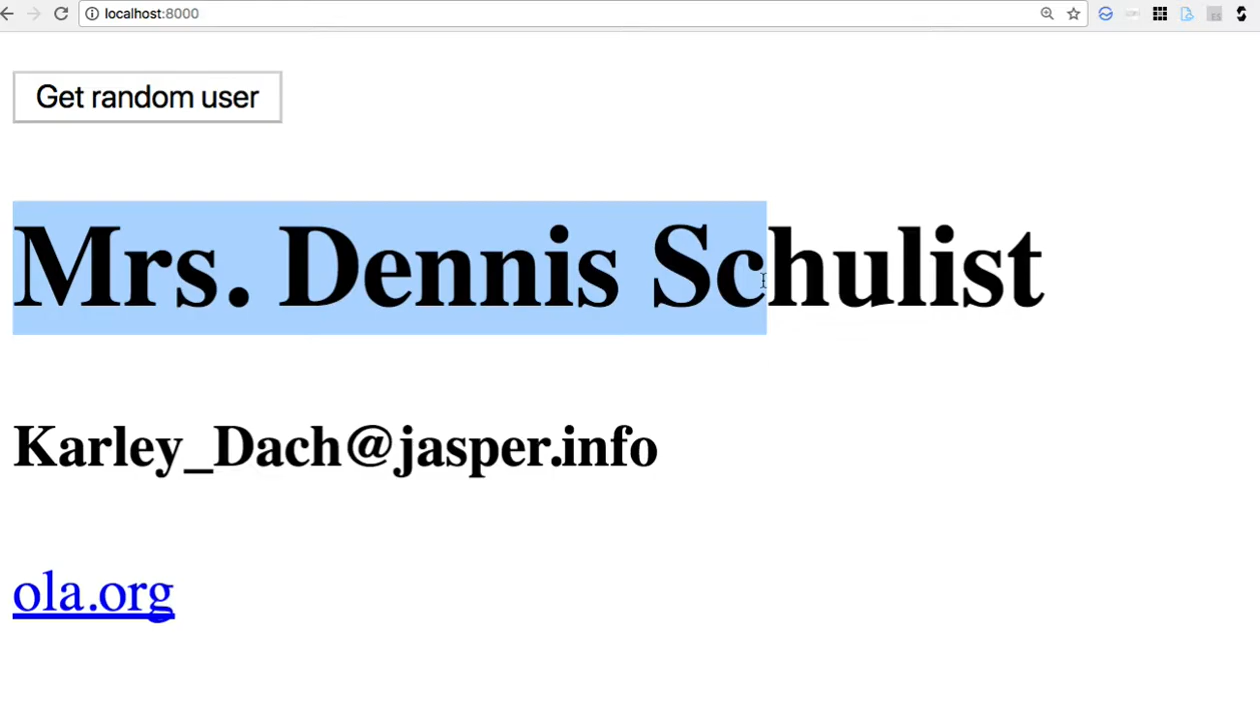 localhost:8000
Get random user
Mrs. Dennis Schulist
Karley_Dach@jasper.info
ola.org